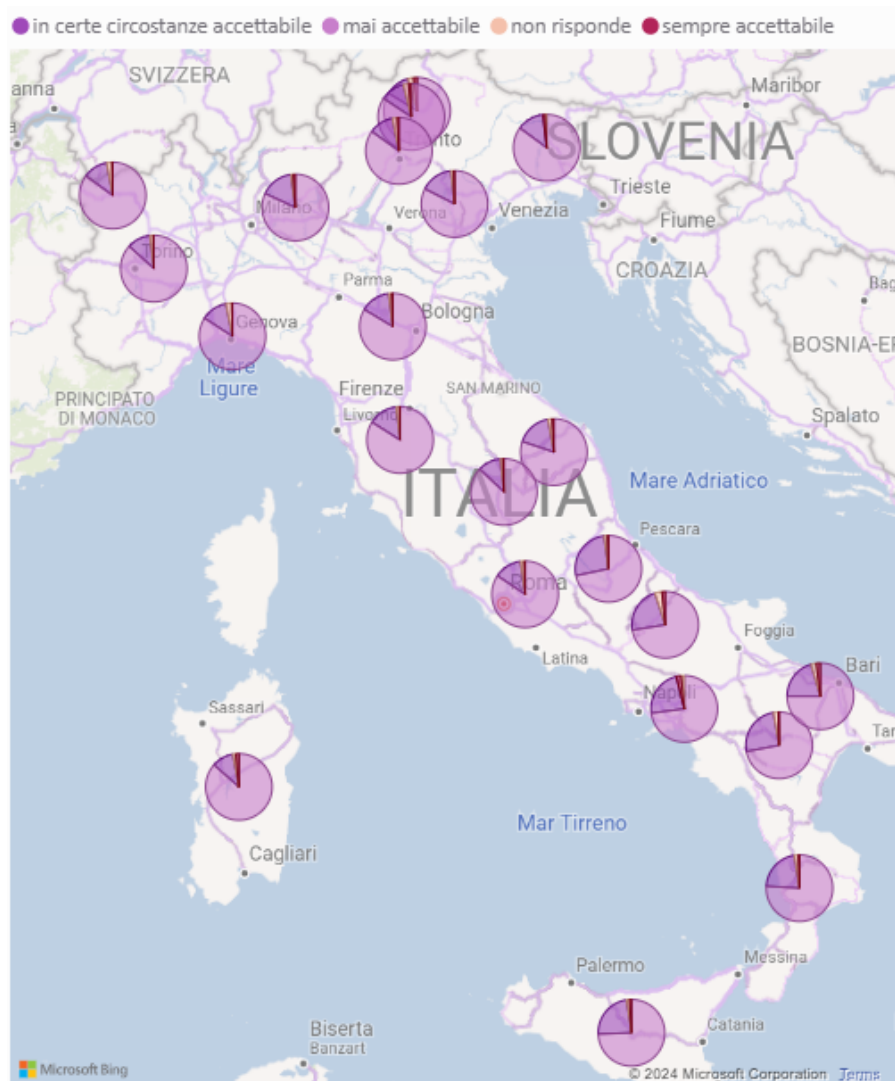 in certe circostanze accettabile mai accettabile non risponde sempre accettabile
SVIZZERA
Maribor
SLOVENIA
Trieste
Milano
Verona
Venezia
Fiume
Torino
CROAZIA
Parma
Bologna
Genova
BOSNIA-ER
Mare
Ligure
Firenze
SAN MARINO
PRINCIPATO
DI MONACO
Livorno
Spalato
ITALIA
Mare Adriatico
Pescara
Roma
Foggia
Latina
Bari
Napoli
Sassari
Tar
Mar Tirreno
Cagliari
Messina
Palermo
Catania
Biserta
Banzart
Microsoft Bing
© 2024 Microsoft Corporation Terms